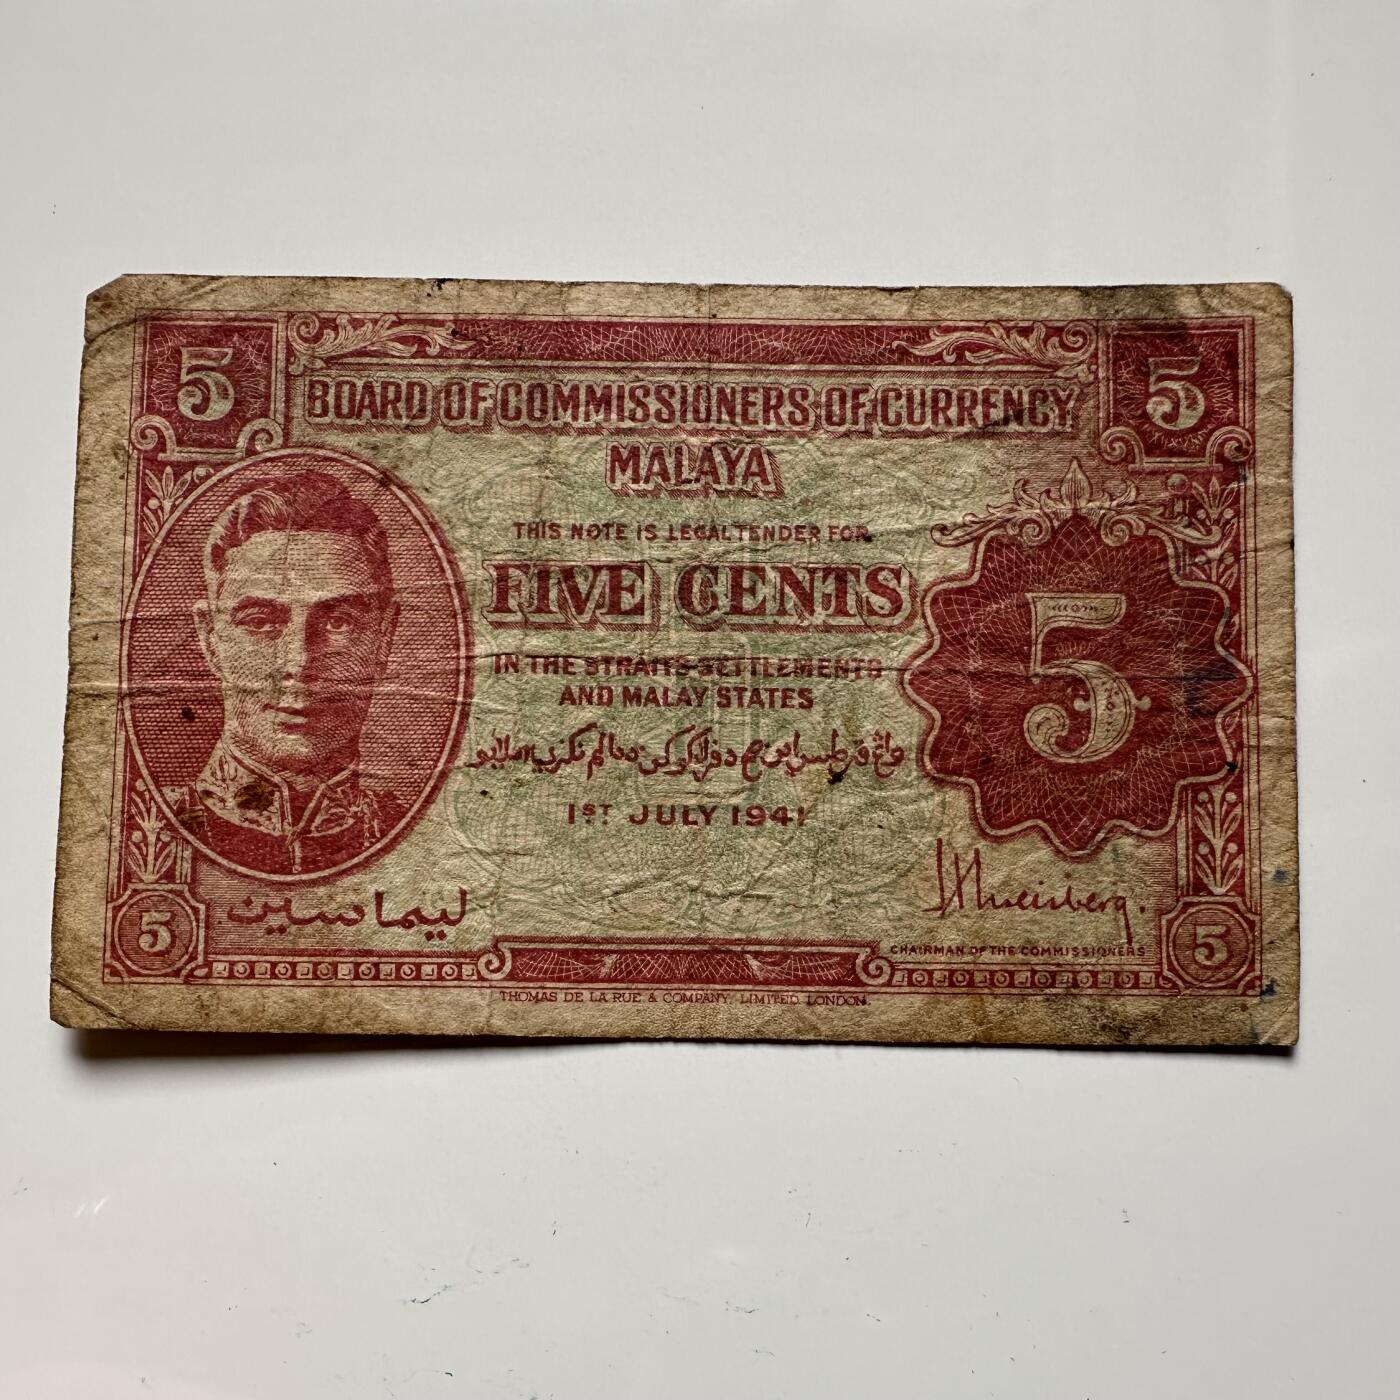 5
5
BOARD OF COMMISSIONERS OF CURRENCY
MALAYA
THIS NOTE IS LEGAL TENDER FOR
FIVE CENTS
5
IN THE STRAITS SETTLEMENTS
AND MALAY STATES
1ST JULY 1941
ليما سين
CHAIRMAN OF THE COMMISSIONERS
5
5
THOMAS DE LA RUE & COMPANY, LIMITED, LONDON.